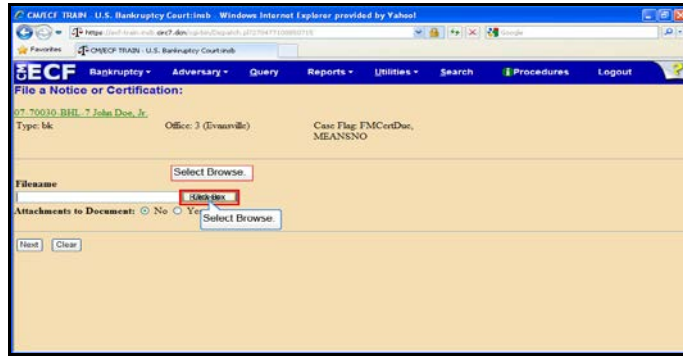 CM/ECF TRAIN - U.S. Bankruptcy Court:insb - Windows Internet Explorer provided by Yahoo!
Google
Favorites CM/ECF TRAIN - U.S. Bankruptcy Court:insb
ECF Bankruptcy Adversary Query Reports Utilities Search Procedures Logout
File a Notice or Certification:
07-70030-BHL-7 John Doe, Jr.
Type: bk Office: 3 (Evansville) Case Flag: FMCertDue,
MEANSNO
Select Browse.
Filename
Attachments to Document: No Yes
Select Browse.
Next Clear